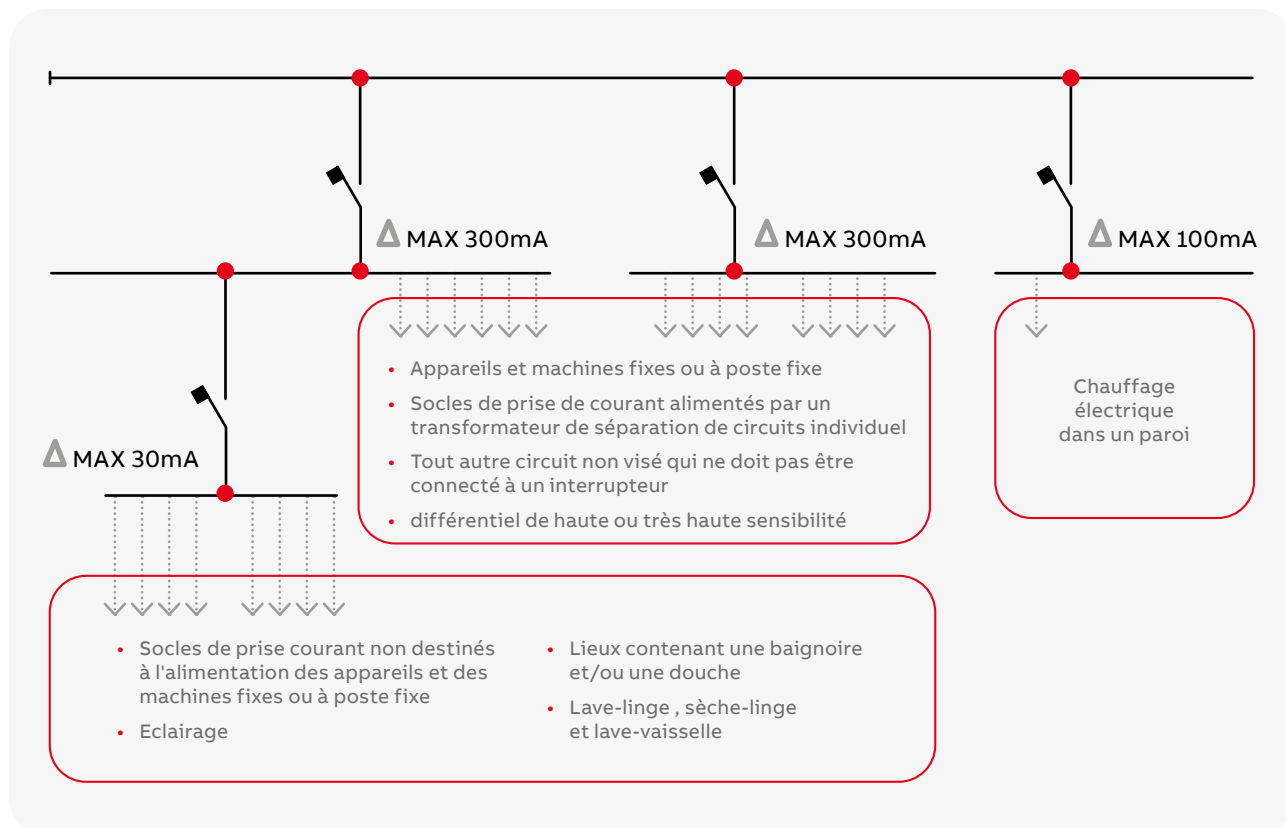 Δ MAX 300mA
Δ MAX 300mA
Δ MAX 100mA
• Appareils et machines fixes ou à poste fixe
• Socles de prise de courant alimentés par un
transformateur de séparation de circuits individuel
• Tout autre circuit non visé qui ne doit pas être
connecté à un interrupteur
• différentiel de haute ou très haute sensibilité
Chauffage
électrique
dans un paroi
Δ MAX 30mA
• Socles de prise courant non destinés
à l'alimentation des appareils et des
machines fixes ou à poste fixe
• Eclairage
• Lieux contenant une baignoire
et/ou une douche
• Lave-linge , sèche-linge
et lave-vaisselle